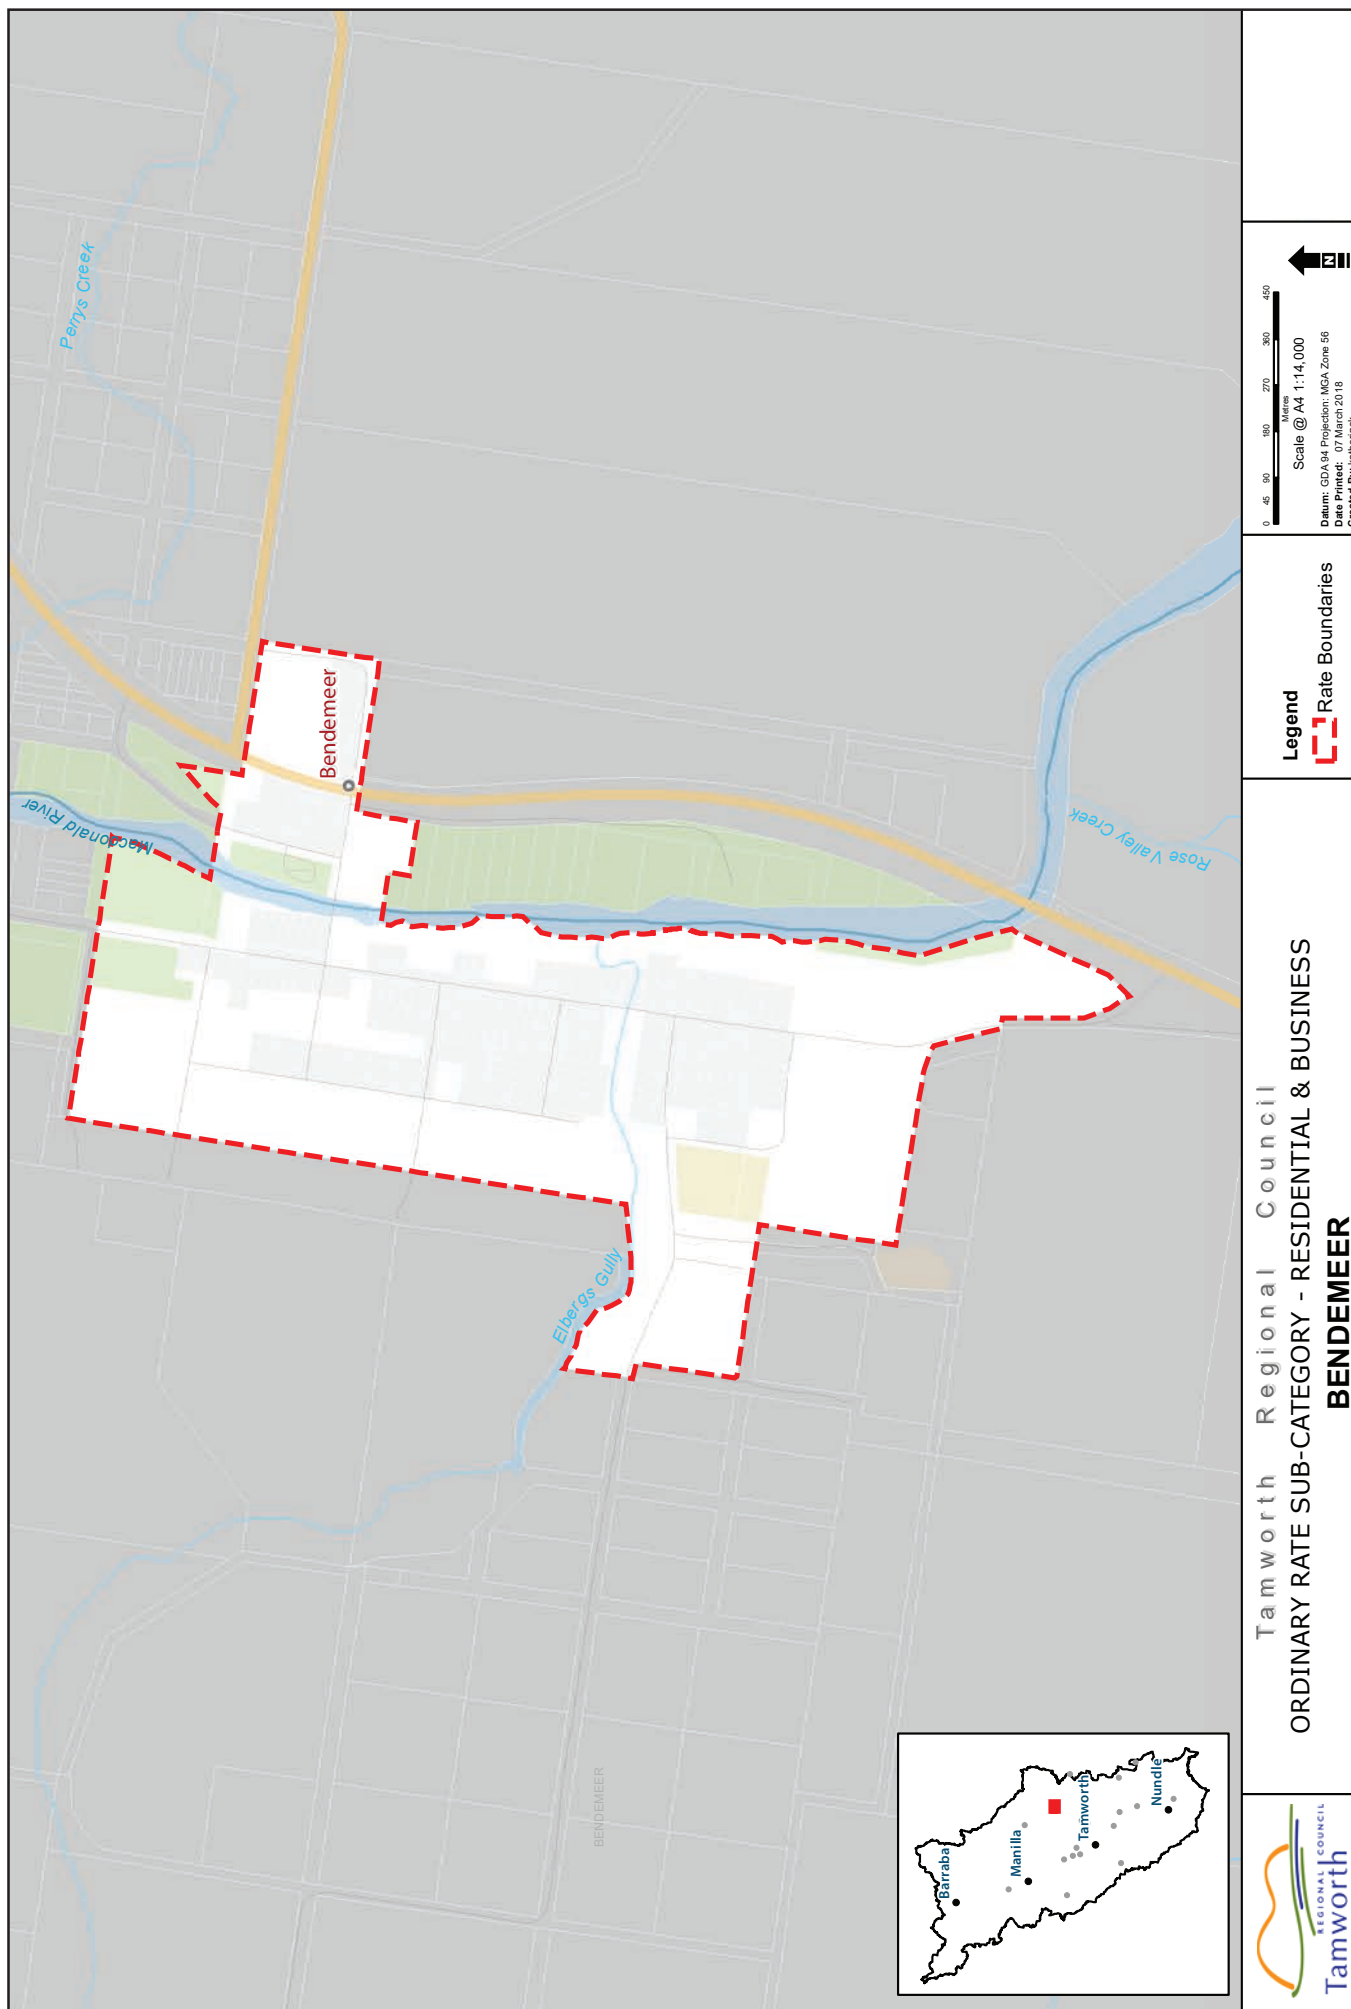 Perrys Creek
Macdonald River
Bendemeer
Rose Valley Creek
Elbergs Gully
BENDEMEER
Barraba
Manilla
Tamworth
Nundle
REGIONAL COUNCIL
Tamworth
Tamworth Regional Council
ORDINARY RATE SUB-CATEGORY - RESIDENTIAL & BUSINESS
BENDEMEER
Legend
Rate Boundaries
0 45 90 180 270 360 450
Metres
Scale @ A4 1:14,000
Datum: GDA 94 Projection: MGA Zone 56
Date Printed: 07 March 2018
N